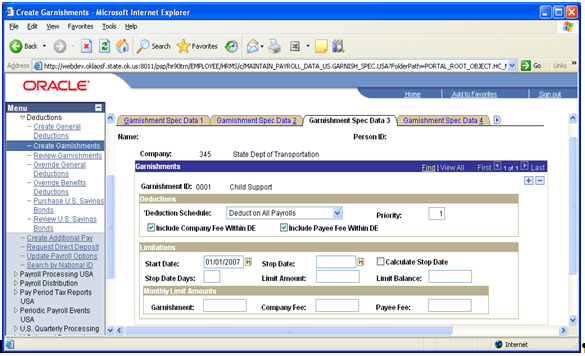 Create Garnishments - Microsoft Internet Explorer
File Edit View Favorites Tools Help
Back Search Favorites
Address http://webdev.oklaosf.state.ok.us:8011/psp/hr90trn/EMPLOYEE/HRMS/c/MAINTAIN_PAYROLL_DATA_US.GARNISH_SPEC.USA?FolderPath=PORTAL_ROOT_OBJECT.HC_ Go Links »
ORACLE
Home Add to Favorites Sign out
Menu
Deductions
Create General Deductions
Create Garnishments
Review Garnishments
Override General Deductions
Override Benefits Deductions
Purchase U.S. Savings Bonds
Review U.S. Savings Bonds
Create Additional Pay
Request Direct Deposit
Update Payroll Options
Search by National ID
Payroll Processing USA
Payroll Distribution
Pay Period Tax Reports USA
Periodic Payroll Events USA
U.S. Quarterly Processing
Garnishment Spec Data 1 Garnishment Spec Data 2 Garnishment Spec Data 3 Garnishment Spec Data 4
Name: Person ID:
Company: 345 State Dept of Transportation
Garnishments Find | View All First 1 of 1 Last
Garnishment ID: 0001 Child Support
Deductions
*Deduction Schedule: Deduct on All Payrolls Priority: 1
Include Company Fee Within DE Include Payee Fee Within DE
Limitations
Start Date: 01/01/2007 Stop Date: Calculate Stop Date
Stop Date Days: Limit Amount: Limit Balance:
Monthly Limit Amounts
Garnishment: Company Fee: Payee Fee:
Internet